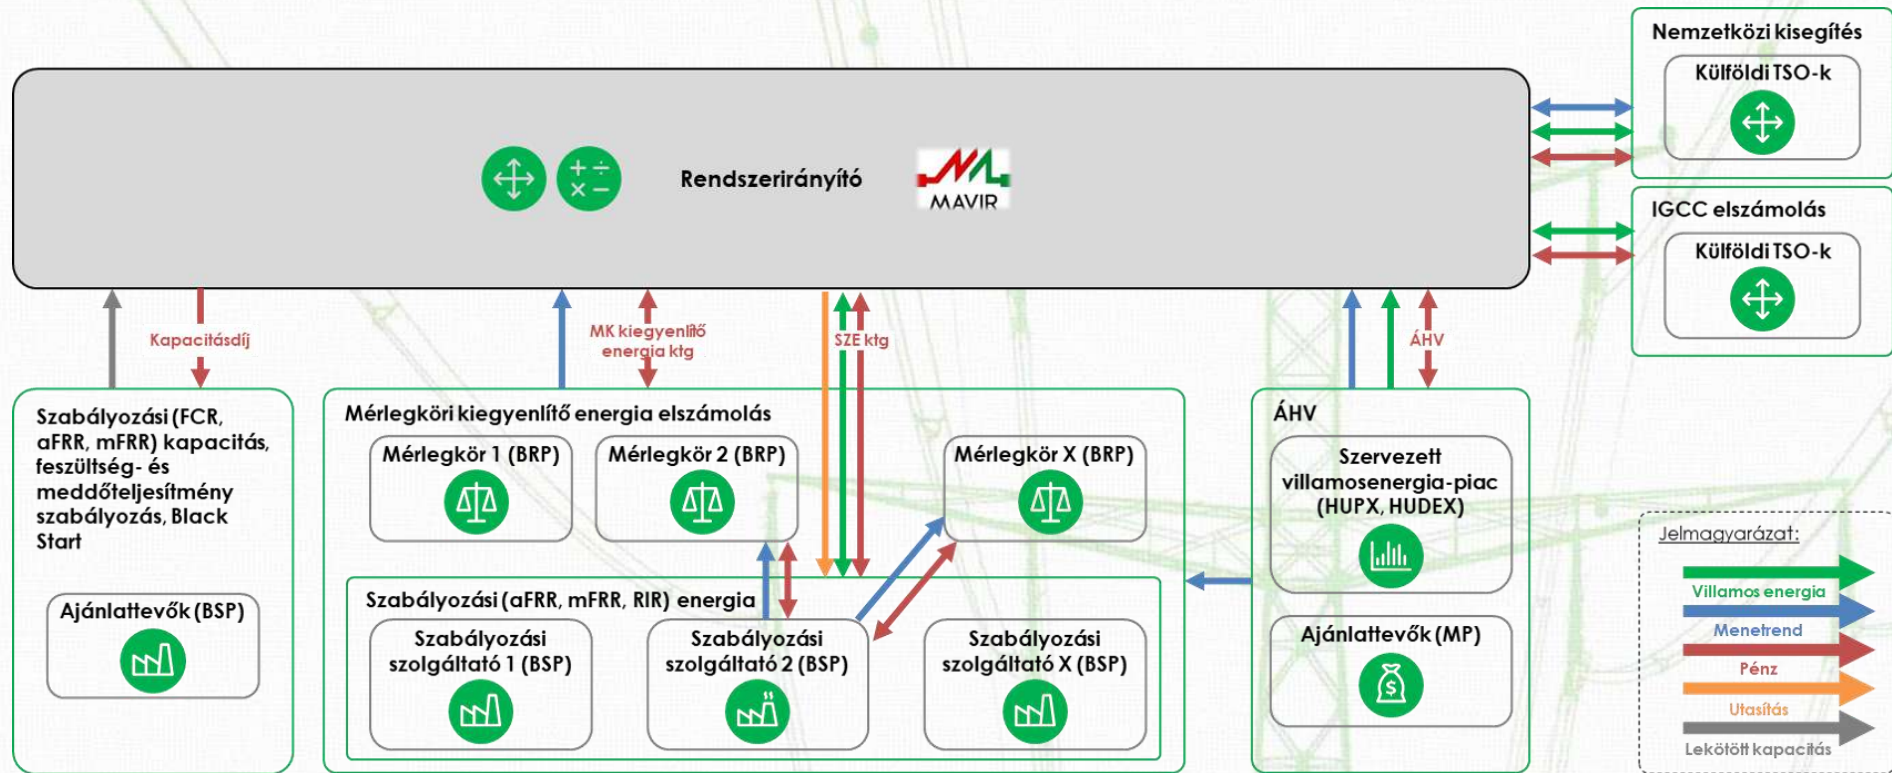 Nemzetközi kisegítés
Külföldi TSO-k
Rendszerirányító
MAVIR
IGCC elszámolás
Külföldi TSO-k
Kapacitásdíj
MK kiegyenlítő
energia ktg
SZE ktg
ÁHV
Szabályozási (FCR,
aFRR, mFRR) kapacitás,
feszültség- és
meddőteljesítmény
szabályozás, Black
Start
Ajánlattevők (BSP)
Mérlegköri kiegyenlítő energia elszámolás
Mérlegkör 1 (BRP)
Mérlegkör 2 (BRP)
Mérlegkör X (BRP)
Szabályozási (aFRR, mFRR, RIR) energia
Szabályozási
szolgáltató 1 (BSP)
Szabályozási
szolgáltató 2 (BSP)
Szabályozási
szolgáltató X (BSP)
ÁHV
Szervezett
villamosenergia-piac
(HUPX, HUDEX)
Ajánlattevők (MP)
Jelmagyarázat:
Villamos energia
Menetrend
Pénz
Utasítás
Lekötött kapacitás